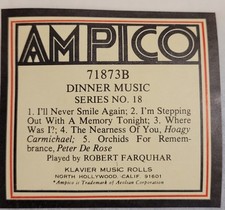 AMPICO
71873B
DINNER MUSIC
SERIES NO. 18
1. I'll Never Smile Again; 2. I'm Stepping
Out With A Memory Tonight; 3. Where
Was I?; 4. The Nearness Of You, Hoagy
Carmichael; 5. Orchids For Remem-
brance, Peter De Rose
Played by ROBERT FARQUHAR
KLAVIER MUSIC ROLLS
NORTH HOLLYWOOD, CALIF. 91601
*Ampico is Trademark of Aeolian Corporation